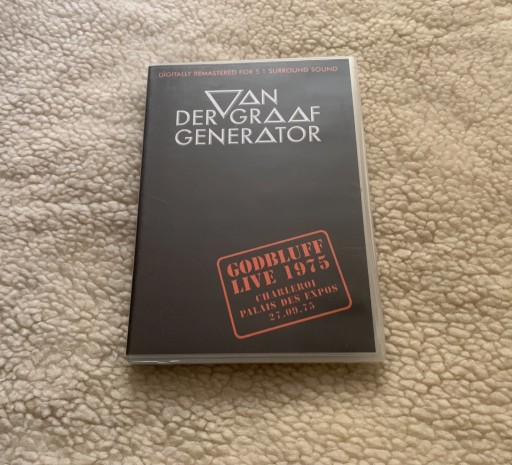 DIGITALLY REMASTERED FOR 5.1 SURROUND SOUND
VAN
DER GRAAF
GENERATOR
GODBLUFF
LIVE 1975
CHARLEROI
PALAIS DES EXPOS
27.09.75